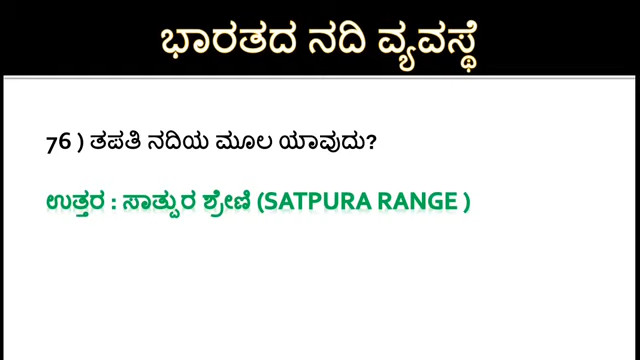 ಭಾರತದ ನದಿ ವ್ಯವಸ್ಥೆ
76 ) ತಪತಿ ನದಿಯ ಮೂಲ ಯಾವುದು?
ಉತ್ತರ : ಸಾತ್ಪುರ ಶ್ರೇಣಿ (SATPURA RANGE )